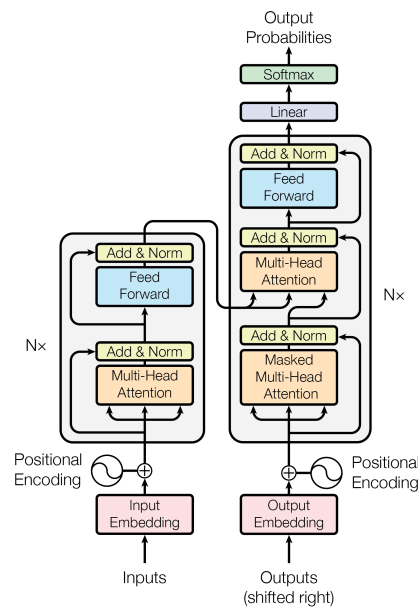 Output
Probabilities
Softmax
Linear
Add & Norm
Feed
Forward
Add & Norm
Multi-Head
Attention
Nx
Add & Norm
Masked
Multi-Head
Attention
Positional
Encoding
Output
Embedding
Outputs
(shifted right)
Add & Norm
Feed
Forward
Nx
Add & Norm
Multi-Head
Attention
Positional
Encoding
Input
Embedding
Inputs